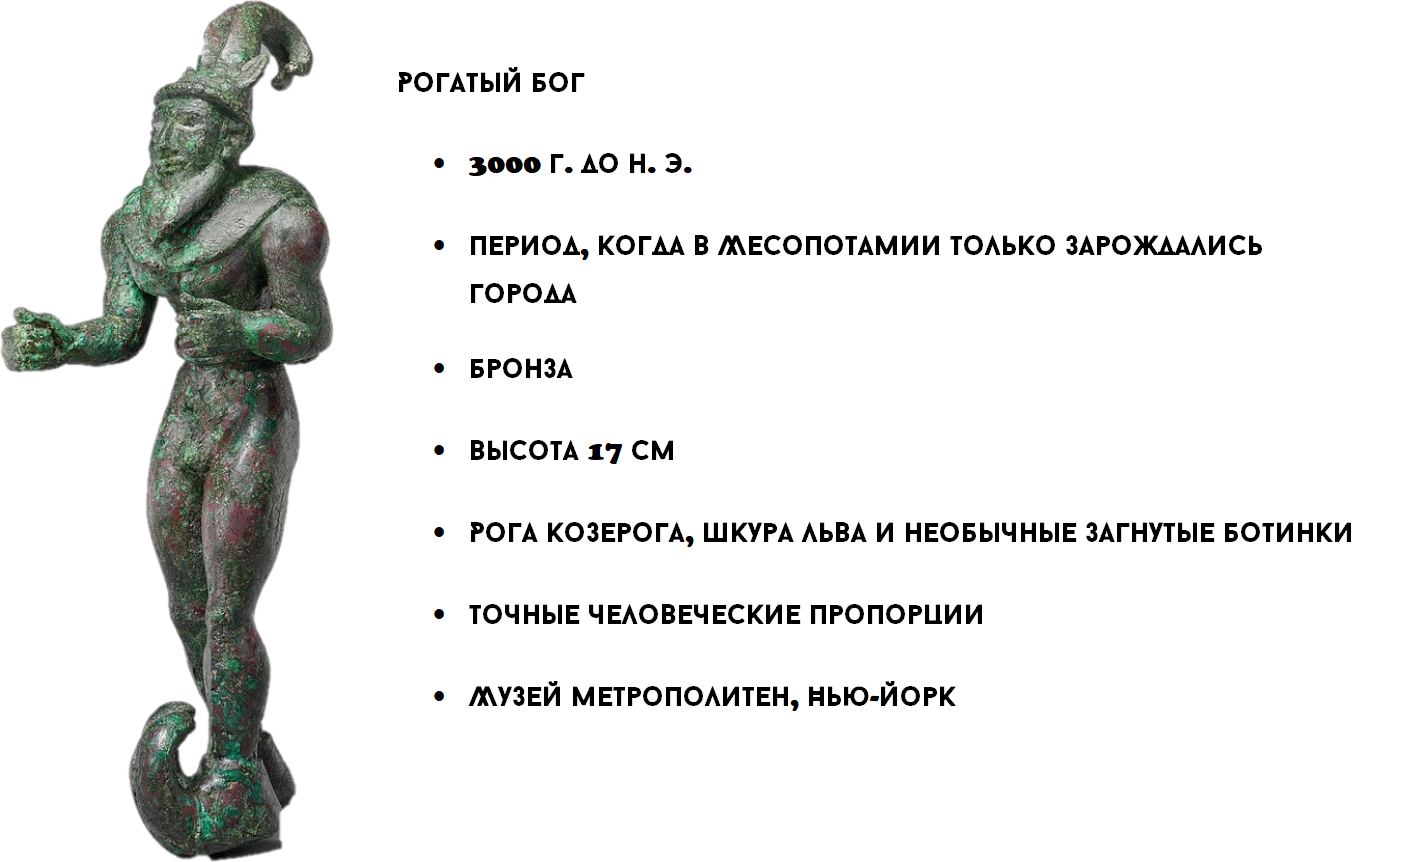 Рогатый бог
• 3000 г. до н. э.
• период, когда в Месопотамии только зарождались
города
• бронза
• высота 17 см
• Рога козерога, шкура льва и необычные загнутые ботинки
• точные человеческие пропорции
• Музей метрополитен, Нью-Йорк